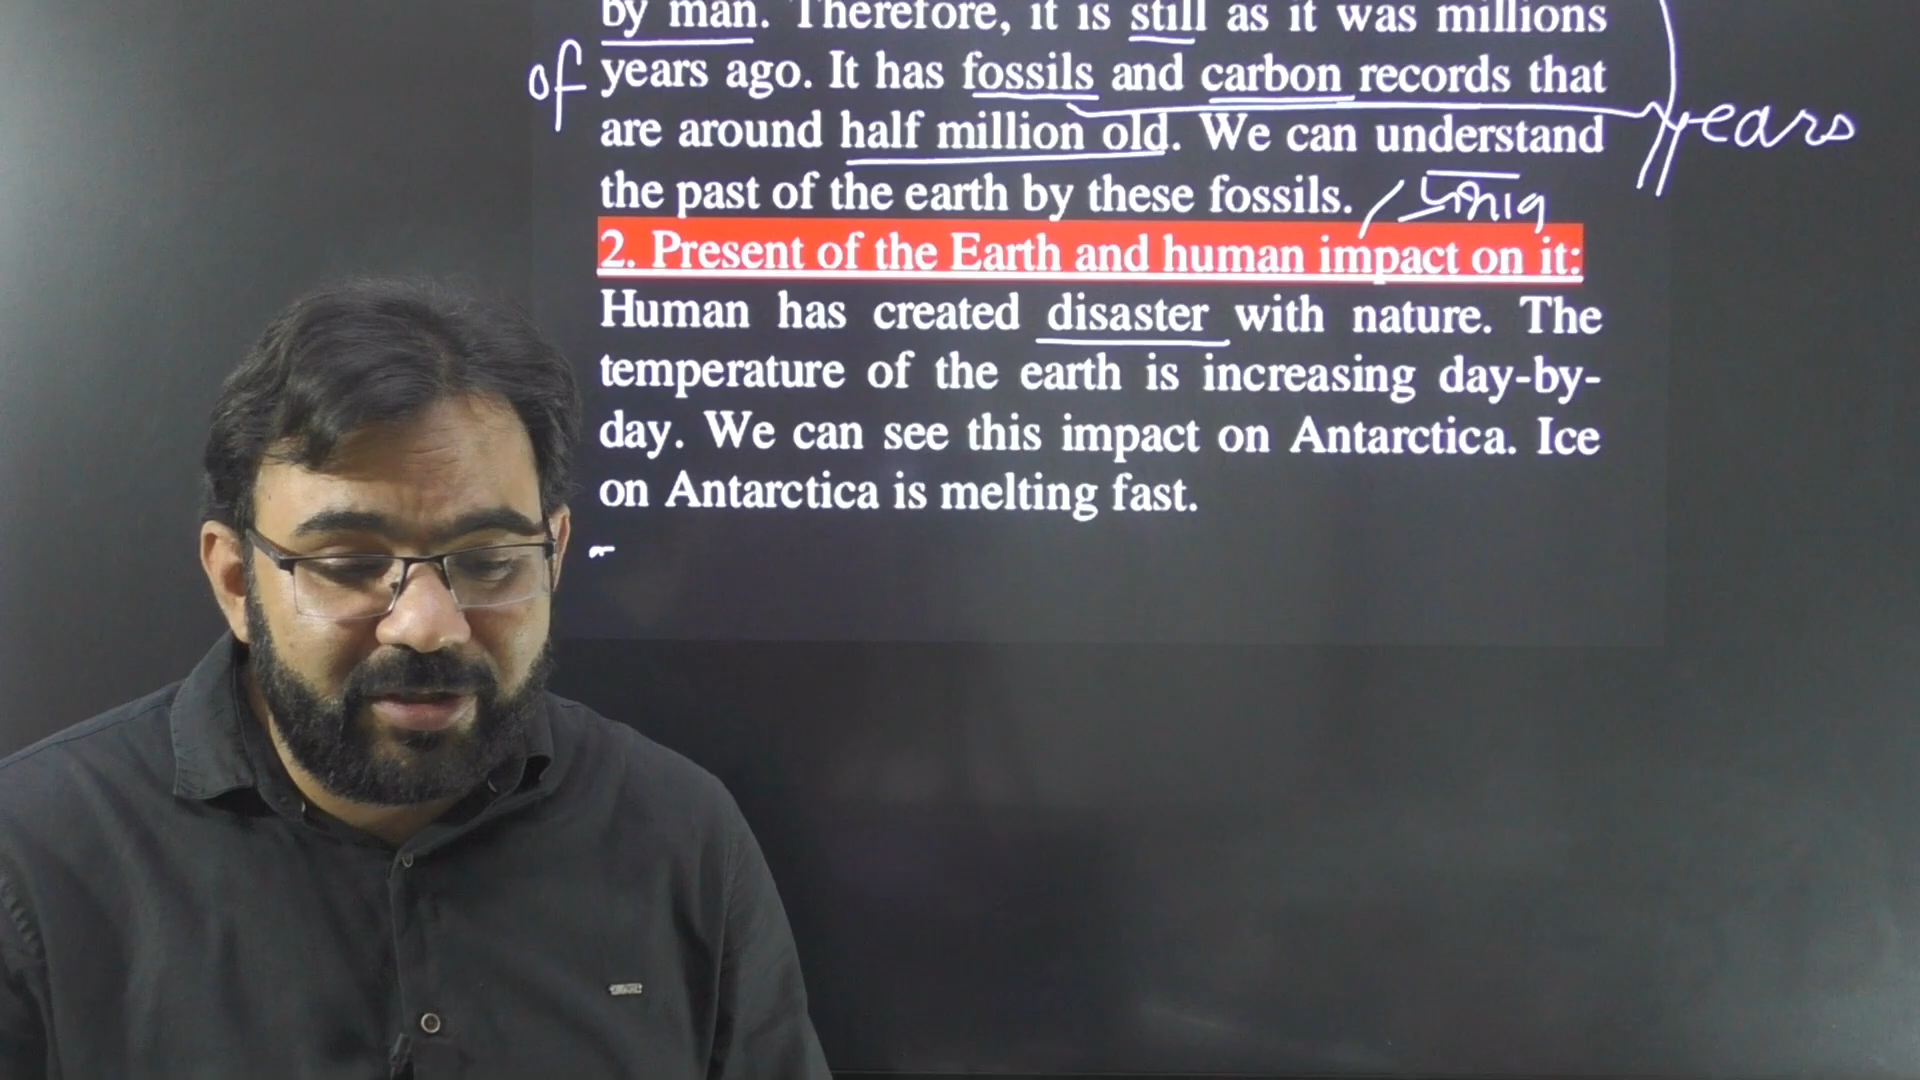 by man. Therefore, it is still as it was millions
of years ago. It has fossils and carbon records that
are around half million old. We can understand
years
the past of the earth by these fossils.
2. Present of the Earth and human impact on it:
Human has created disaster with nature. The
temperature of the earth is increasing day-by-
day. We can see this impact on Antarctica. Ice
on Antarctica is melting fast.